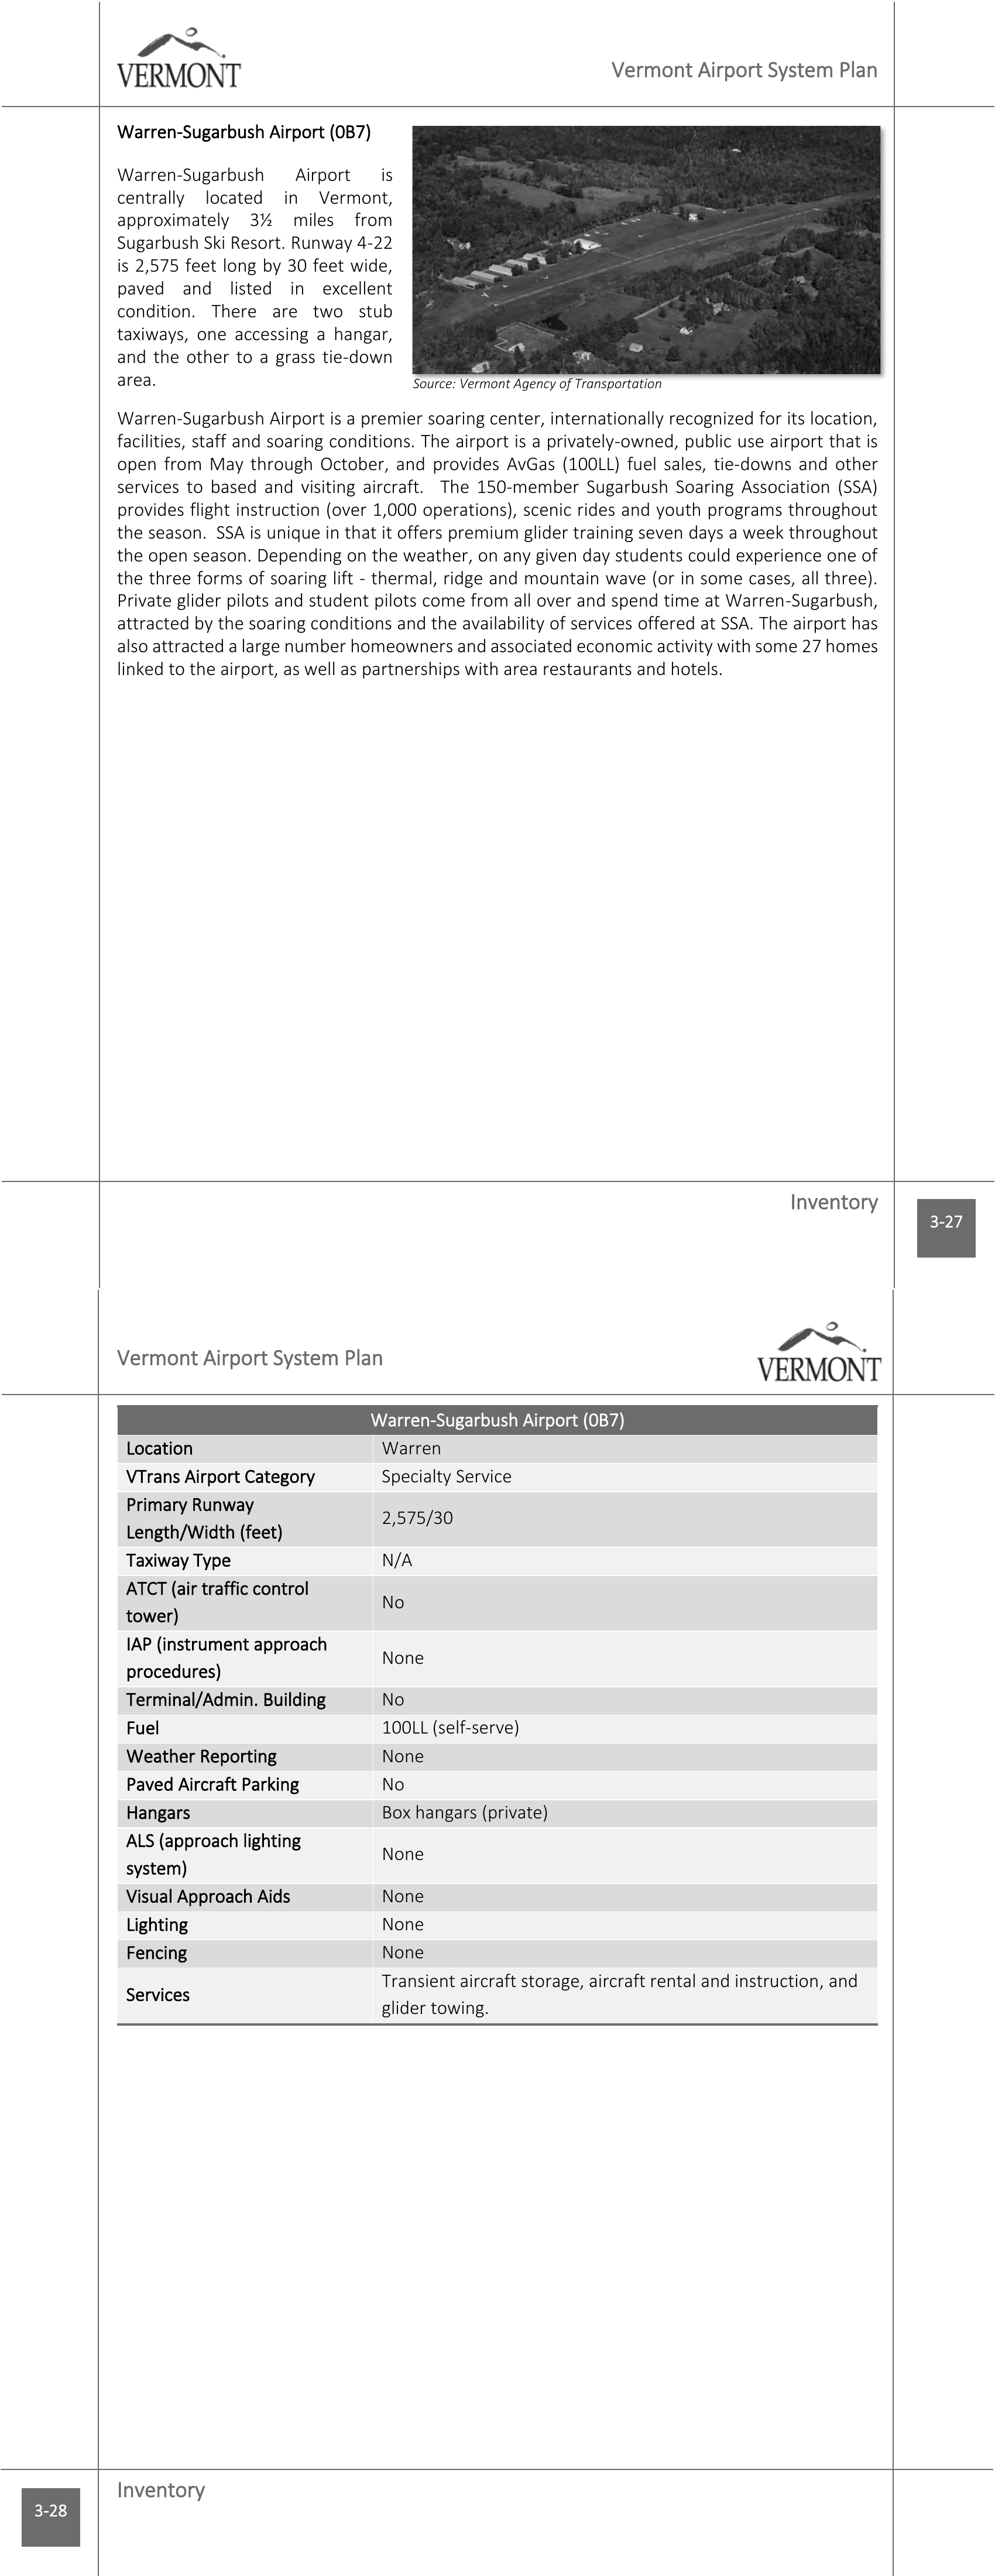 VERMONT
Vermont Airport System Plan
Warren-Sugarbush Airport (0B7)
Warren-Sugarbush Airport is
centrally located in Vermont,
approximately 3½ miles from
Sugarbush Ski Resort. Runway 4-22
is 2,575 feet long by 30 feet wide,
paved and listed in excellent
condition. There are two stub
taxiways, one accessing a hangar,
and the other to a grass tie-down
area.
Source: Vermont Agency of Transportation
Warren-Sugarbush Airport is a premier soaring center, internationally recognized for its location,
facilities, staff and soaring conditions. The airport is a privately-owned, public use airport that is
open from May through October, and provides AvGas (100LL) fuel sales, tie-downs and other
services to based and visiting aircraft. The 150-member Sugarbush Soaring Association (SSA)
provides flight instruction (over 1,000 operations), scenic rides and youth programs throughout
the season. SSA is unique in that it offers premium glider training seven days a week throughout
the open season. Depending on the weather, on any given day students could experience one of
the three forms of soaring lift - thermal, ridge and mountain wave (or in some cases, all three).
Private glider pilots and student pilots come from all over and spend time at Warren-Sugarbush,
attracted by the soaring conditions and the availability of services offered at SSA. The airport has
also attracted a large number homeowners and associated economic activity with some 27 homes
linked to the airport, as well as partnerships with area restaurants and hotels.
Inventory
3-27
Vermont Airport System Plan
VERMONT
Warren-Sugarbush Airport (0B7)
Location Warren
VTrans Airport Category Specialty Service
Primary Runway
Length/Width (feet) 2,575/30
Taxiway Type N/A
ATCT (air traffic control
tower) No
IAP (instrument approach
procedures) None
Terminal/Admin. Building No
Fuel 100LL (self-serve)
Weather Reporting None
Paved Aircraft Parking No
Hangars Box hangars (private)
ALS (approach lighting
system) None
Visual Approach Aids None
Lighting None
Fencing None
Services Transient aircraft storage, aircraft rental and instruction, and
glider towing.
Inventory
3-28